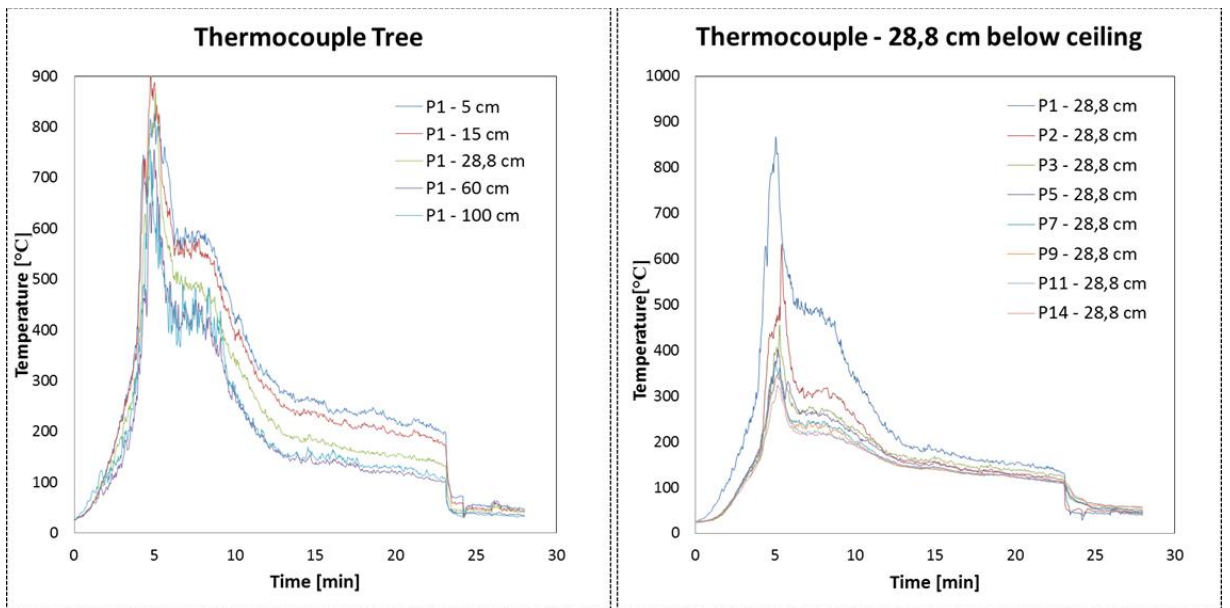 Thermocouple Tree
900
800
700
600
500
400
300
200
100
0
Temperature [°C]
P1 - 5 cm
P1 - 15 cm
P1 - 28,8 cm
P1 - 60 cm
P1 - 100 cm
0 5 10 15 20 25 30
Time [min]
Thermocouple - 28,8 cm below ceiling
1000
900
800
700
600
500
400
300
200
100
0
Temperature[°C]
P1 - 28,8 cm
P2 - 28,8 cm
P3 - 28,8 cm
P5 - 28,8 cm
P7 - 28,8 cm
P9 - 28,8 cm
P11 - 28,8 cm
P14 - 28,8 cm
0 5 10 15 20 25 30
Time [min]